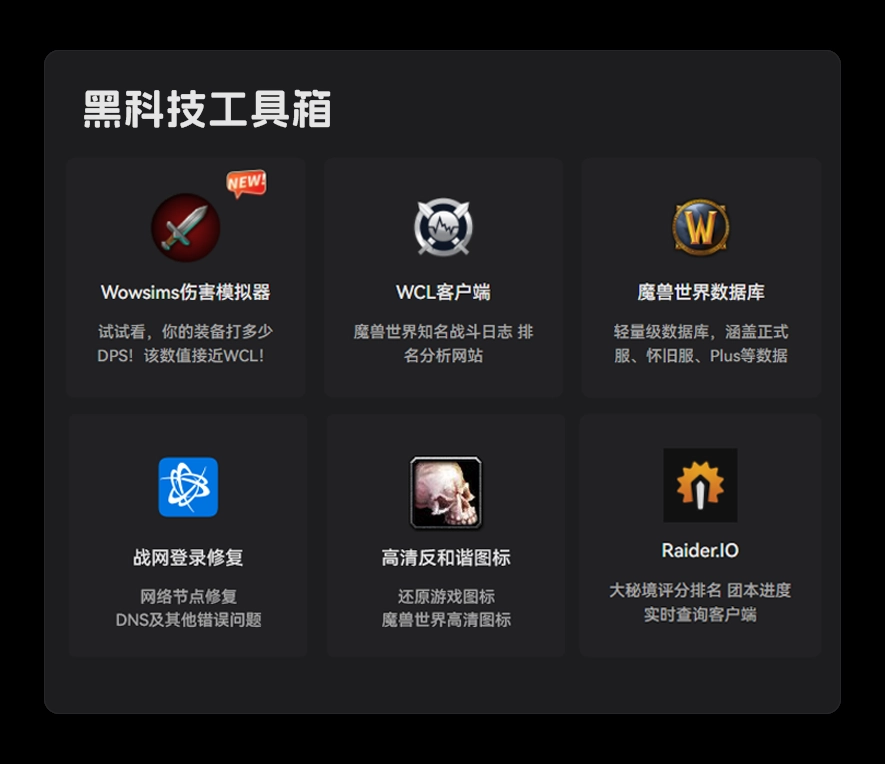 黑科技工具箱
NEW!
Wowsims伤害模拟器
试试看，你的装备打多少
DPS！该数值接近WCL！
WCL客户端
魔兽世界知名战斗日志 排
名分析网站
W
魔兽世界数据库
轻量级数据库，涵盖正式
服、怀旧服、Plus等数据
战网登录修复
网络节点修复
DNS及其他错误问题
高清反和谐图标
还原游戏图标
魔兽世界高清图标
Raider.IO
大秘境评分排名 团本进度
实时查询客户端